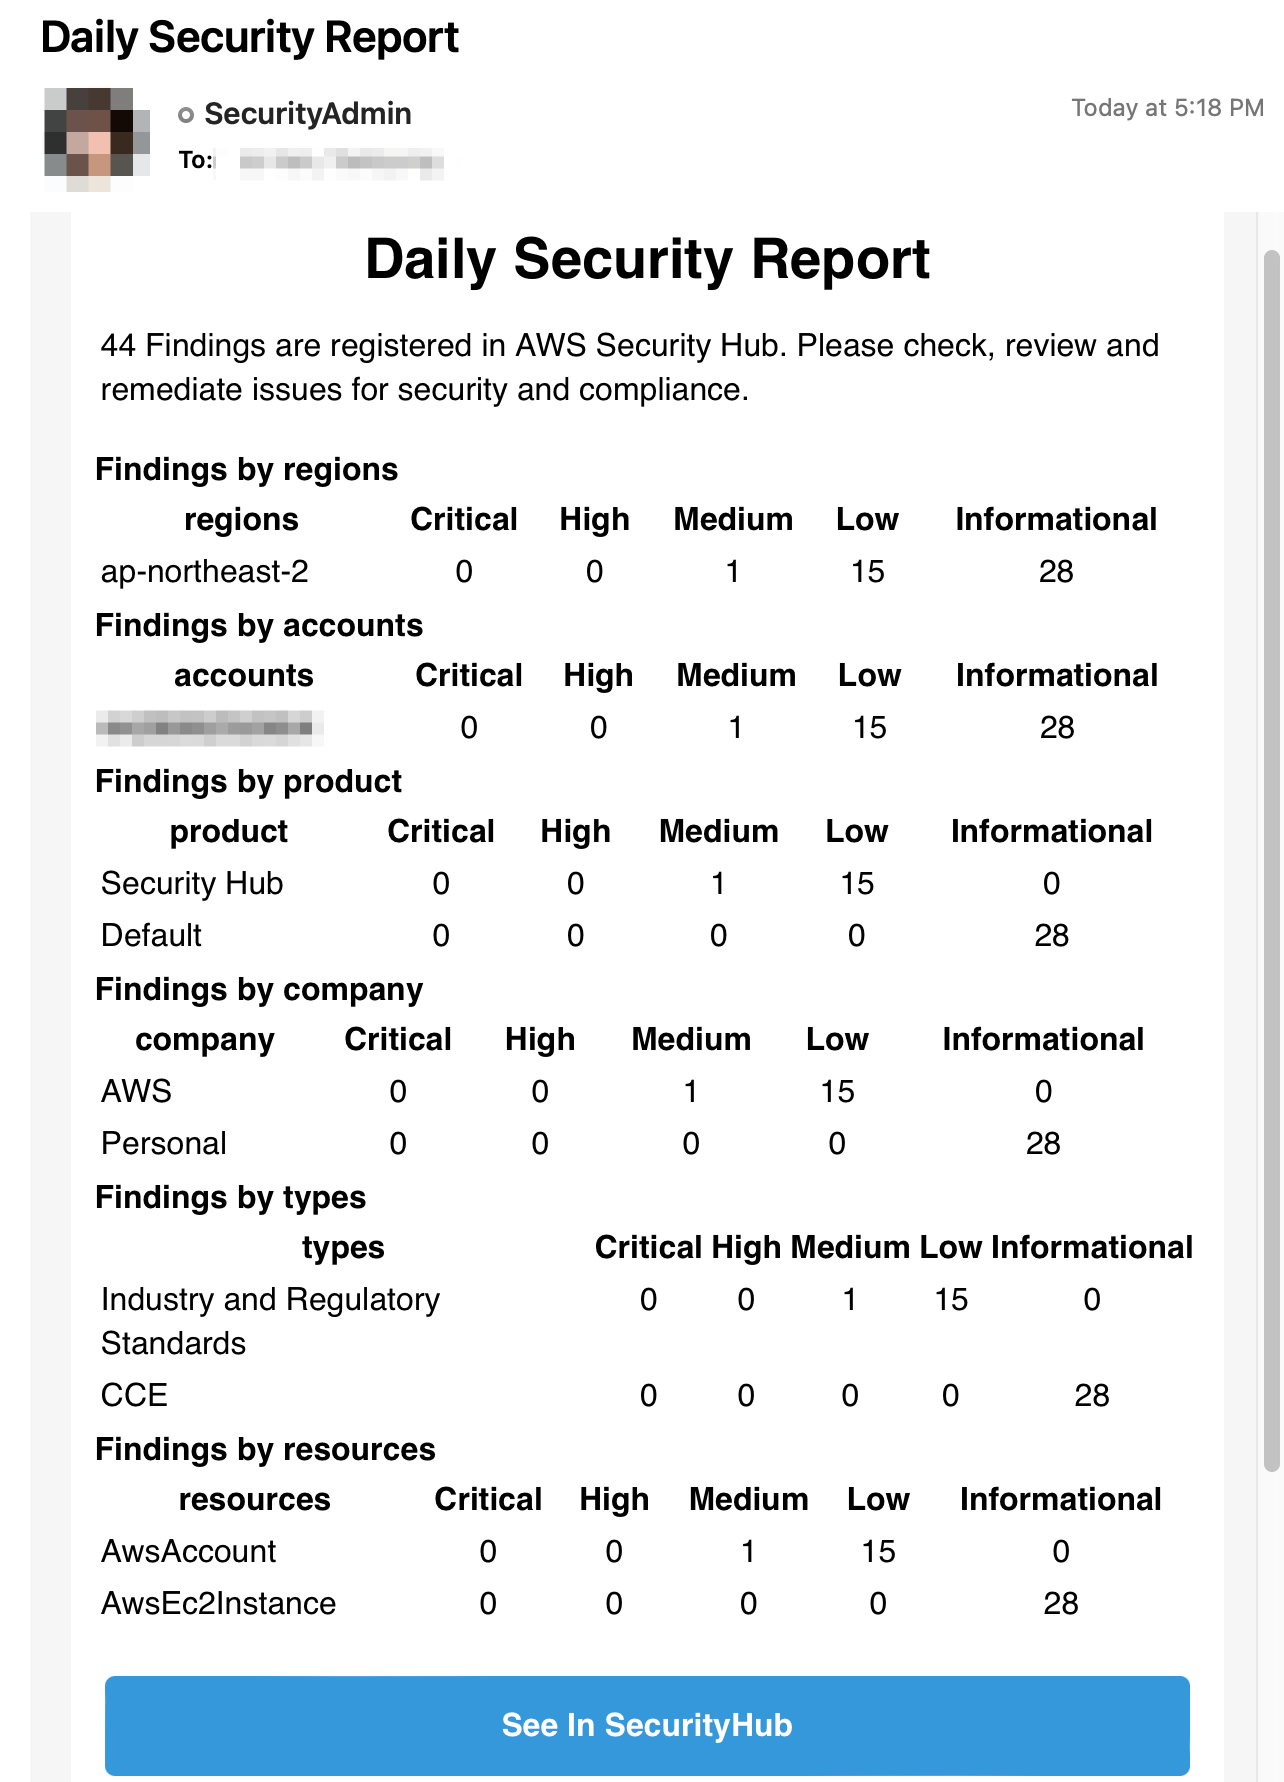 Daily Security Report
SecurityAdmin
Today at 5:18 PM
To:
Daily Security Report
44 Findings are registered in AWS Security Hub. Please check, review and
remediate issues for security and compliance.
Findings by regions
regions Critical High Medium Low Informational
ap-northeast-2 0 0 1 15 28
Findings by accounts
accounts Critical High Medium Low Informational
0 0 1 15 28
Findings by product
product Critical High Medium Low Informational
Security Hub 0 0 1 15 0
Default 0 0 0 0 28
Findings by company
company Critical High Medium Low Informational
AWS 0 0 1 15 0
Personal 0 0 0 0 28
Findings by types
types Critical High Medium Low Informational
Industry and Regulatory 0 0 1 15 0
Standards
CCE 0 0 0 0 28
Findings by resources
resources Critical High Medium Low Informational
AwsAccount 0 0 1 15 0
AwsEc2Instance 0 0 0 0 28
See In SecurityHub